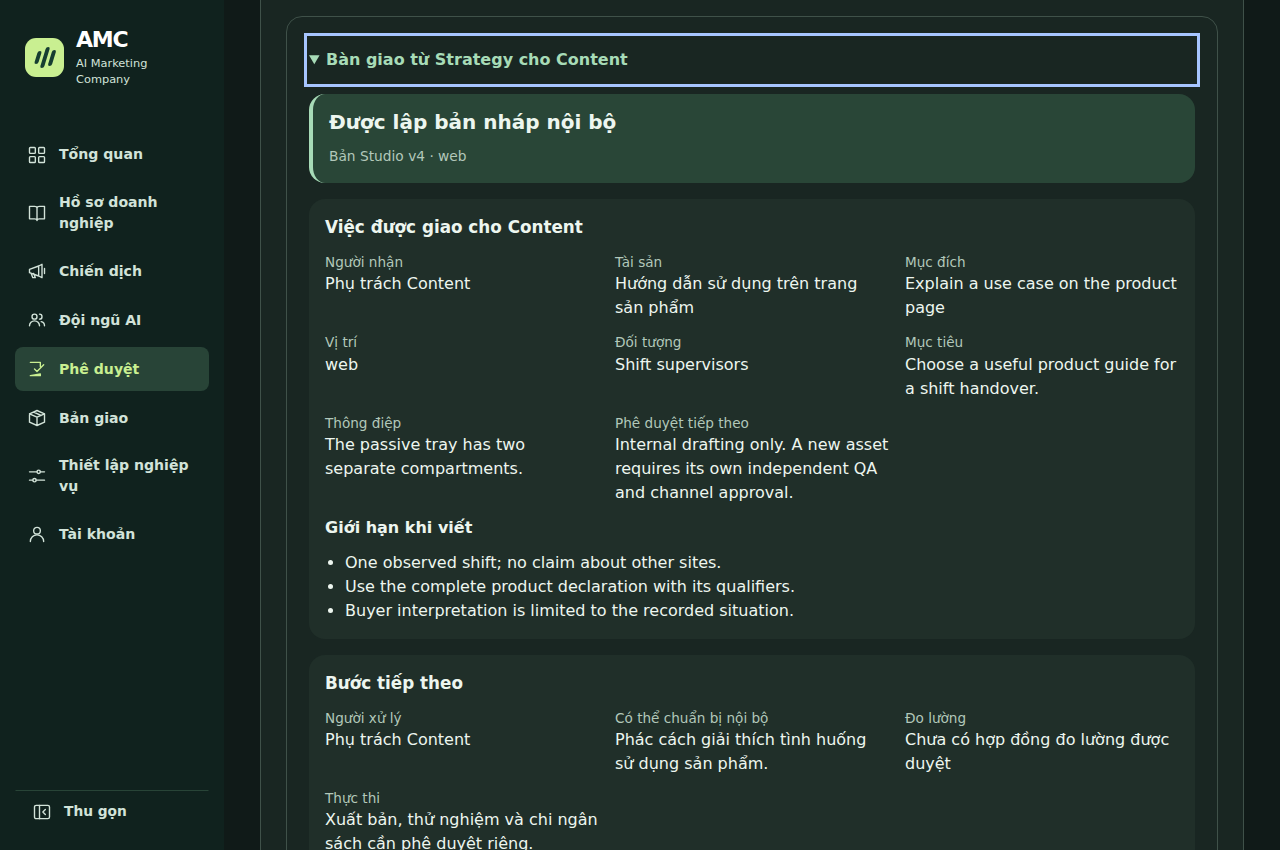 AMC
AI Marketing
Company
Tổng quan
Hồ sơ doanh
nghiệp
Chiến dịch
Đội ngũ AI
Phê duyệt
Bàn giao
Thiết lập nghiệp
vụ
Tài khoản
Thu gọn
Bàn giao từ Strategy cho Content
Được lập bản nháp nội bộ
Bản Studio v4 · web
Việc được giao cho Content
Người nhận
Phụ trách Content
Tài sản
Hướng dẫn sử dụng trên trang
sản phẩm
Mục đích
Explain a use case on the product
page
Vị trí
web
Đối tượng
Shift supervisors
Mục tiêu
Choose a useful product guide for
a shift handover.
Thông điệp
The passive tray has two
separate compartments.
Phê duyệt tiếp theo
Internal drafting only. A new asset
requires its own independent QA
and channel approval.
Giới hạn khi viết
One observed shift; no claim about other sites.
Use the complete product declaration with its qualifiers.
Buyer interpretation is limited to the recorded situation.
Bước tiếp theo
Người xử lý
Phụ trách Content
Có thể chuẩn bị nội bộ
Phác cách giải thích tình huống
sử dụng sản phẩm.
Đo lường
Chưa có hợp đồng đo lường được
duyệt
Thực thi
Xuất bản, thử nghiệm và chi ngân
sách cần phê duyệt riêng.